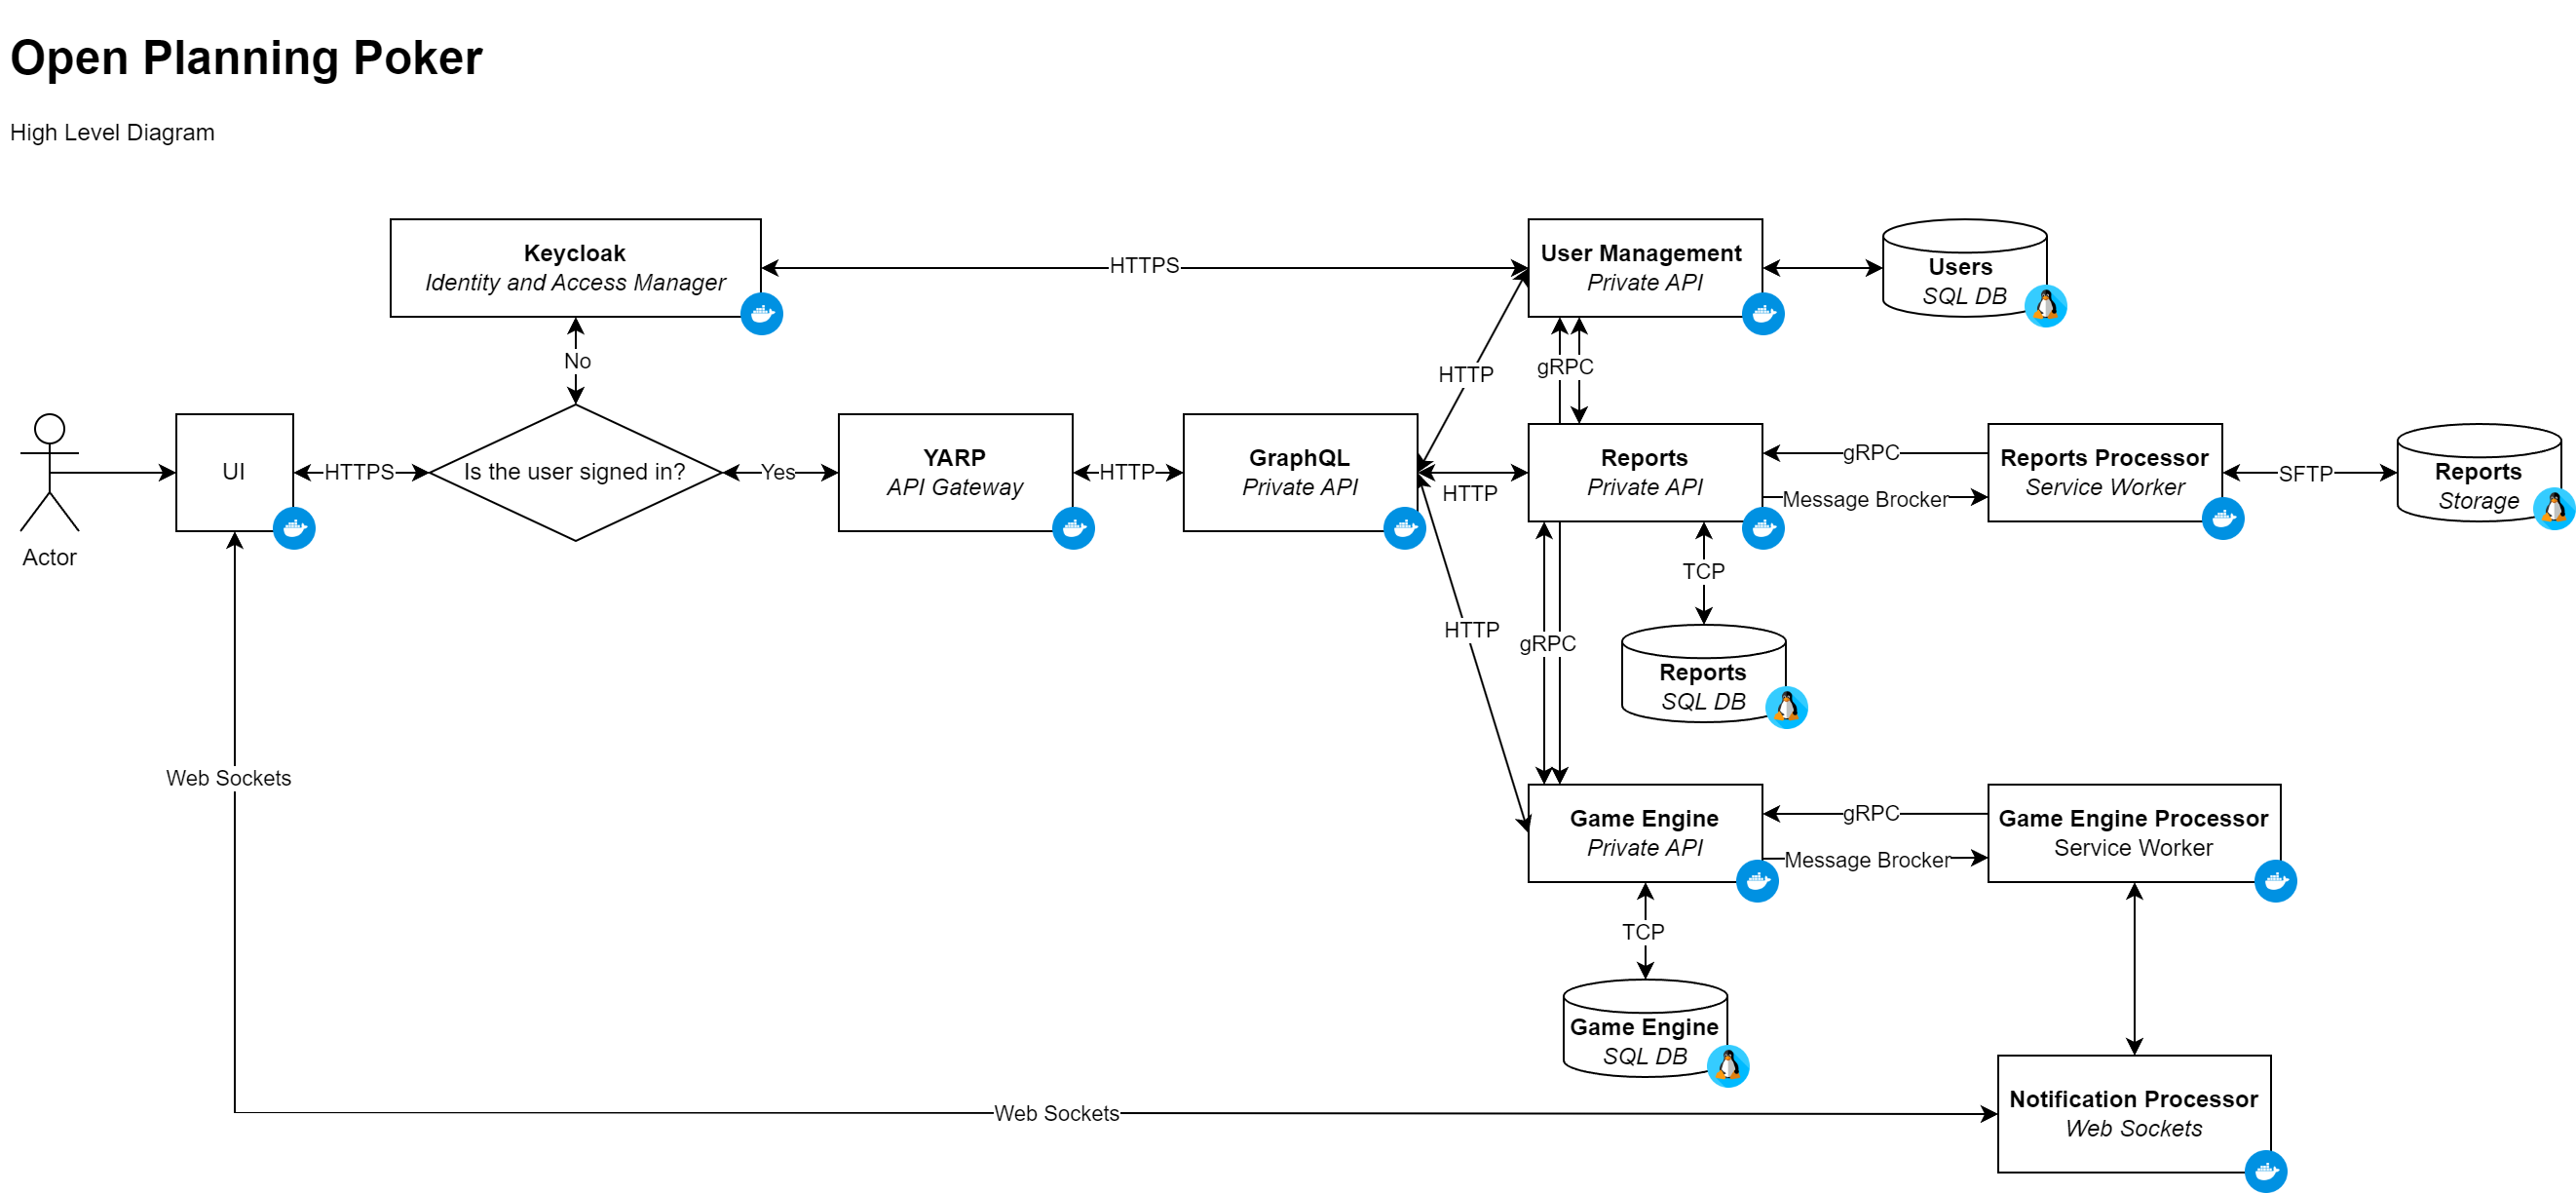 Open Planning Poker
High Level Diagram
Keycloak
Identity and Access Manager
HTTPS
User Management
Private API
Users
SQL DB
No
HTTP
gRPC
Actor
UI
HTTPS
Is the user signed in?
Yes
YARP
API Gateway
HTTP
GraphQL
Private API
HTTP
Reports
Private API
gRPC
Message Brocker
Reports Processor
Service Worker
SFTP
Reports
Storage
TCP
HTTP
gRPC
Reports
SQL DB
Web Sockets
Game Engine
Private API
gRPC
Message Brocker
Game Engine Processor
Service Worker
TCP
Game Engine
SQL DB
Web Sockets
Notification Processor
Web Sockets